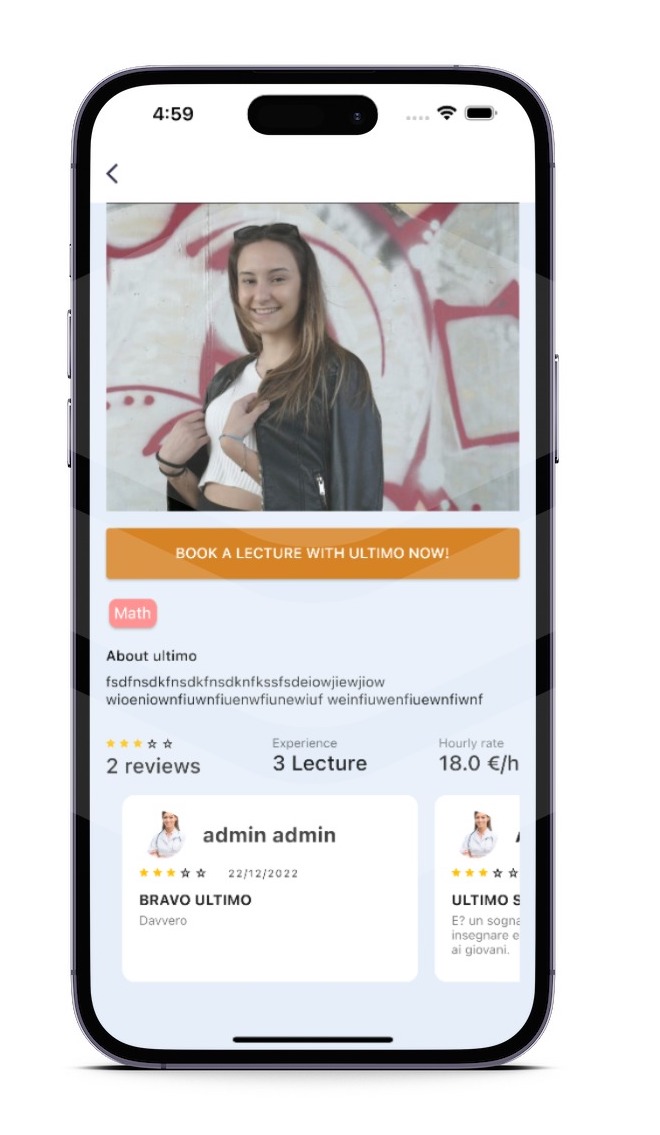 4:59
BOOK A LECTURE WITH ULTIMO NOW!
Math
About ultimo
fsdfnsdkfnsdkfnsdknfkssfsdeiowjiewjiow
wioeniownfiuwnfiuenwfiunewiuf weinfiuwenfiuewnfiwnf
2 reviews
Experience
3 Lecture
Hourly rate
18.0 €/h
admin admin
22/12/2022
BRAVO ULTIMO
Davvero
ULTIMO S
E? un sogna
insegnare e
ai giovani.